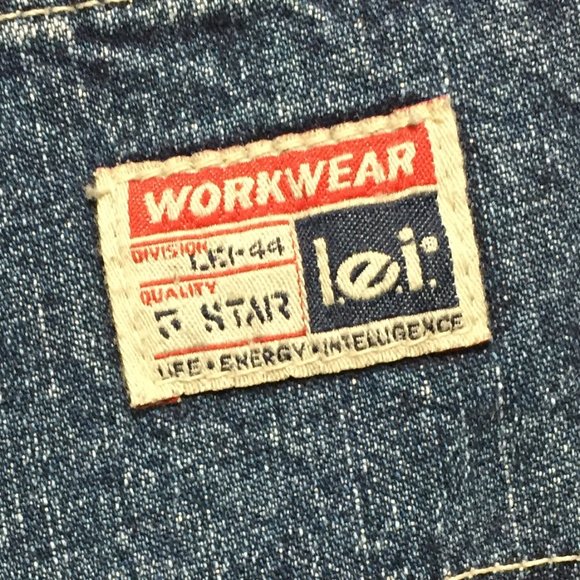 WORKWEAR
DIVISION
LEI-44
l.e.i.
QUALITY
5 STAR
LIFE • ENERGY • INTELLIGENCE